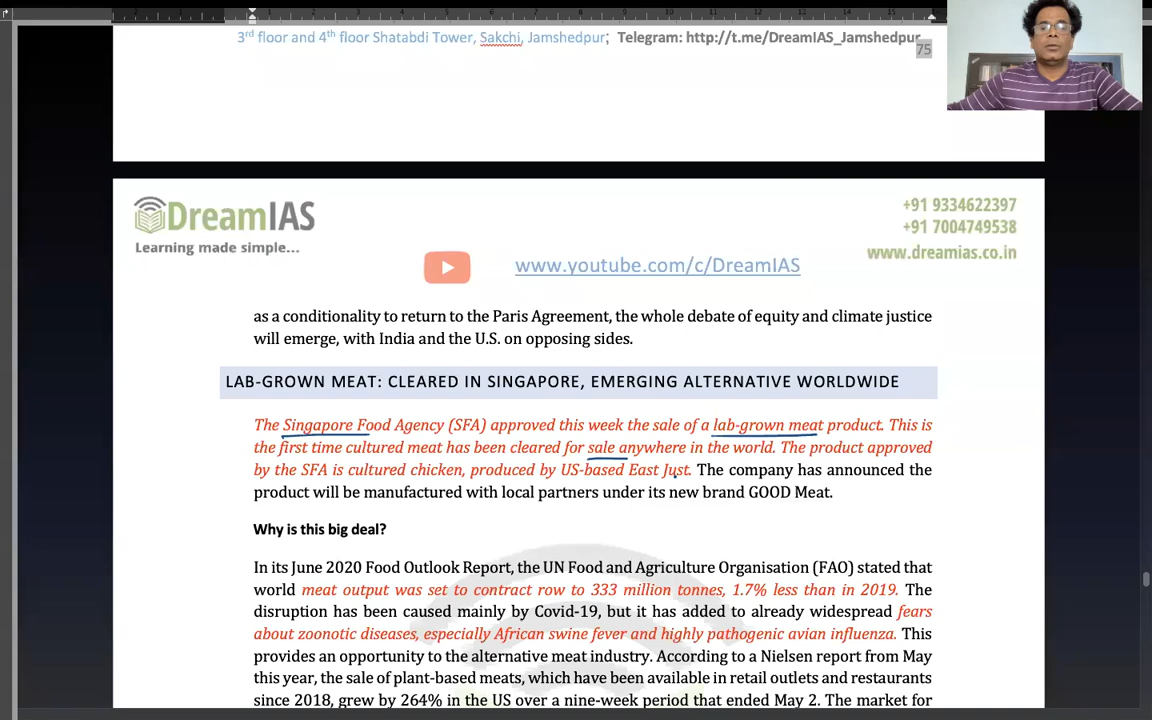 3rd floor and 4th floor Shatabdi Tower, Sakchi, Jamshedpur; Telegram: http://t.me/DreamIAS_Jamshedpur
75
DreamIAS
Learning made simple...
+91 9334622397
+91 7004749538
www.dreamias.co.in
www.youtube.com/c/DreamIAS
as a conditionality to return to the Paris Agreement, the whole debate of equity and climate justice
will emerge, with India and the U.S. on opposing sides.
LAB-GROWN MEAT: CLEARED IN SINGAPORE, EMERGING ALTERNATIVE WORLDWIDE
The Singapore Food Agency (SFA) approved this week the sale of a lab-grown meat product. This is
the first time cultured meat has been cleared for sale anywhere in the world. The product approved
by the SFA is cultured chicken, produced by US-based East Just. The company has announced the
product will be manufactured with local partners under its new brand GOOD Meat.
Why is this big deal?
In its June 2020 Food Outlook Report, the UN Food and Agriculture Organisation (FAO) stated that
world meat output was set to contract row to 333 million tonnes, 1.7% less than in 2019. The
disruption has been caused mainly by Covid-19, but it has added to already widespread fears
about zoonotic diseases, especially African swine fever and highly pathogenic avian influenza. This
provides an opportunity to the alternative meat industry. According to a Nielsen report from May
this year, the sale of plant-based meats, which have been available in retail outlets and restaurants
since 2018, grew by 264% in the US over a nine-week period that ended May 2. The market for